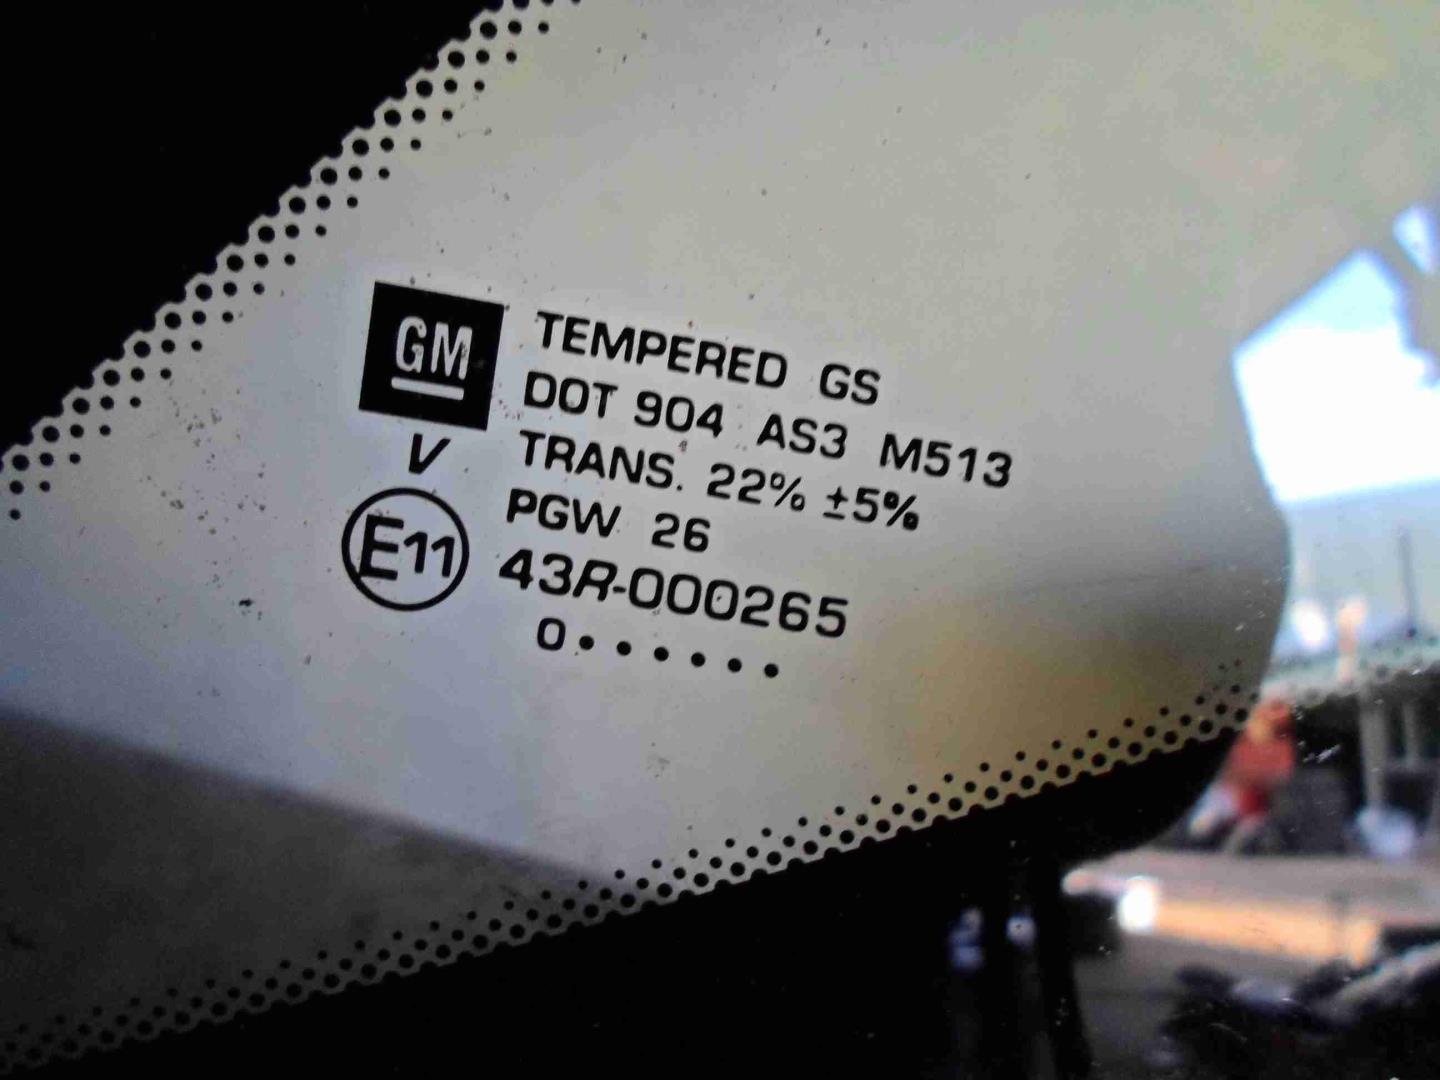 GM
TEMPERED GS
DOT 904 AS3 M513
V
TRANS. 22% ±5%
PGW 26
E11
43R-000265
0••••••